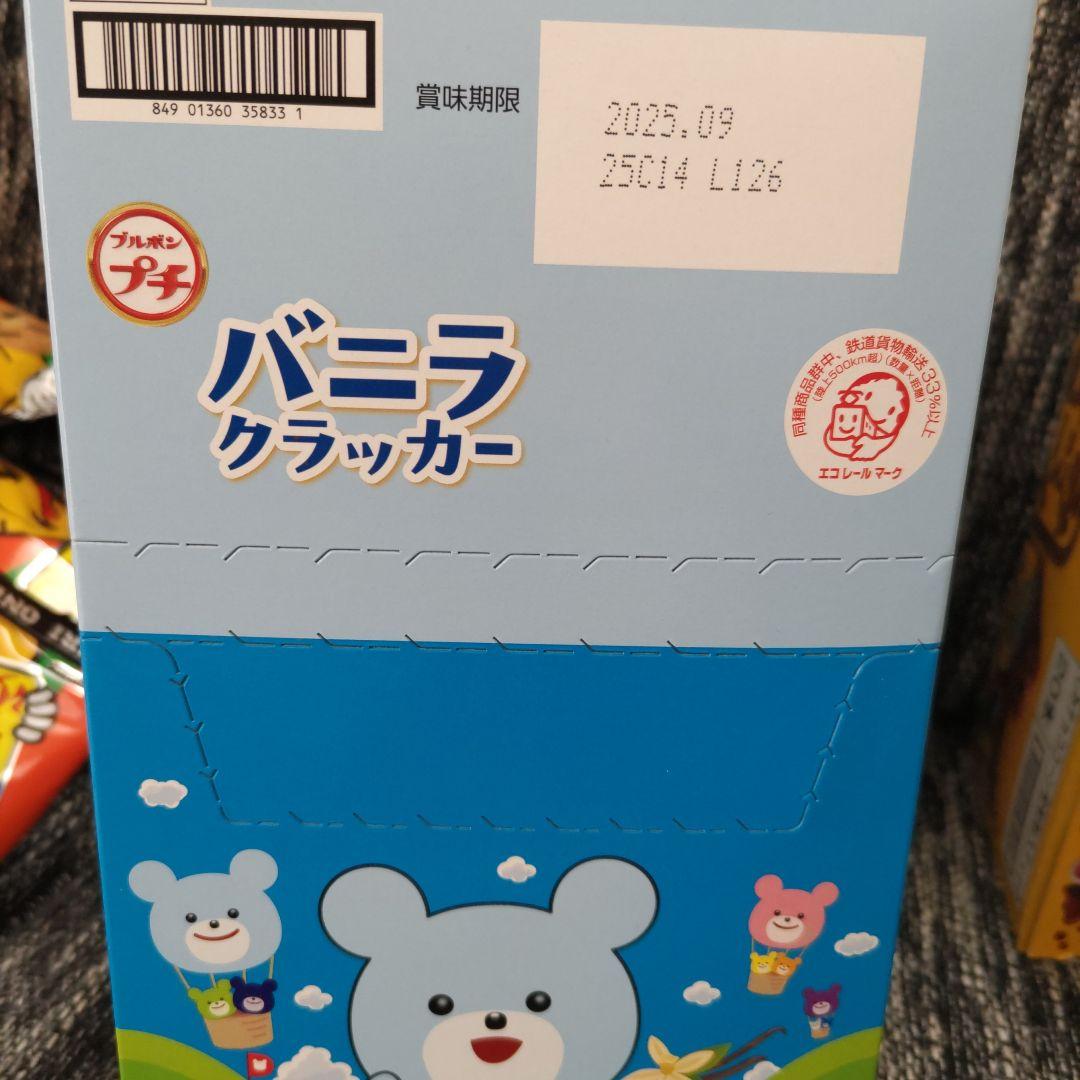 849 01360 35833 1
賞味期限
2025.09
25C14 L126
ブルボン
プチ
バニラ
クラッカー
同種商品群中、鉄道貨物輸送33%以上
(陸上500km超)(数量×距離)
エコレールマーク